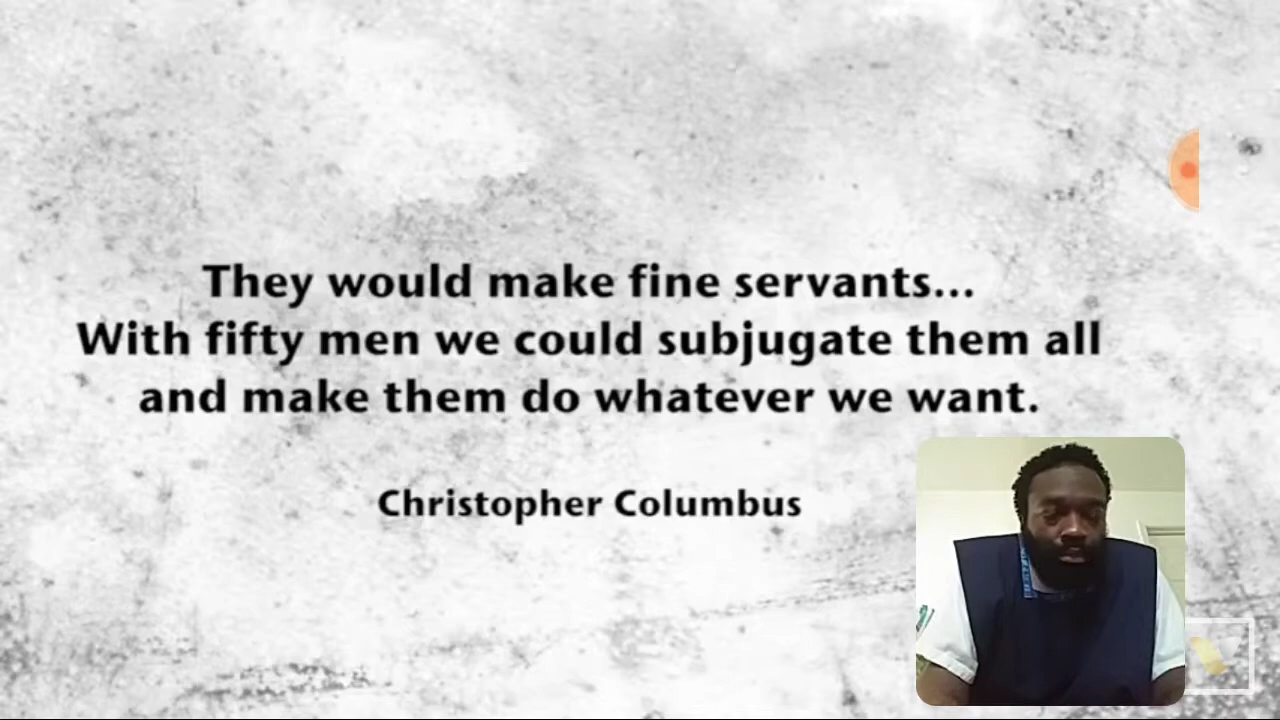 They would make fine servants...
With fifty men we could subjugate them all
and make them do whatever we want.
Christopher Columbus